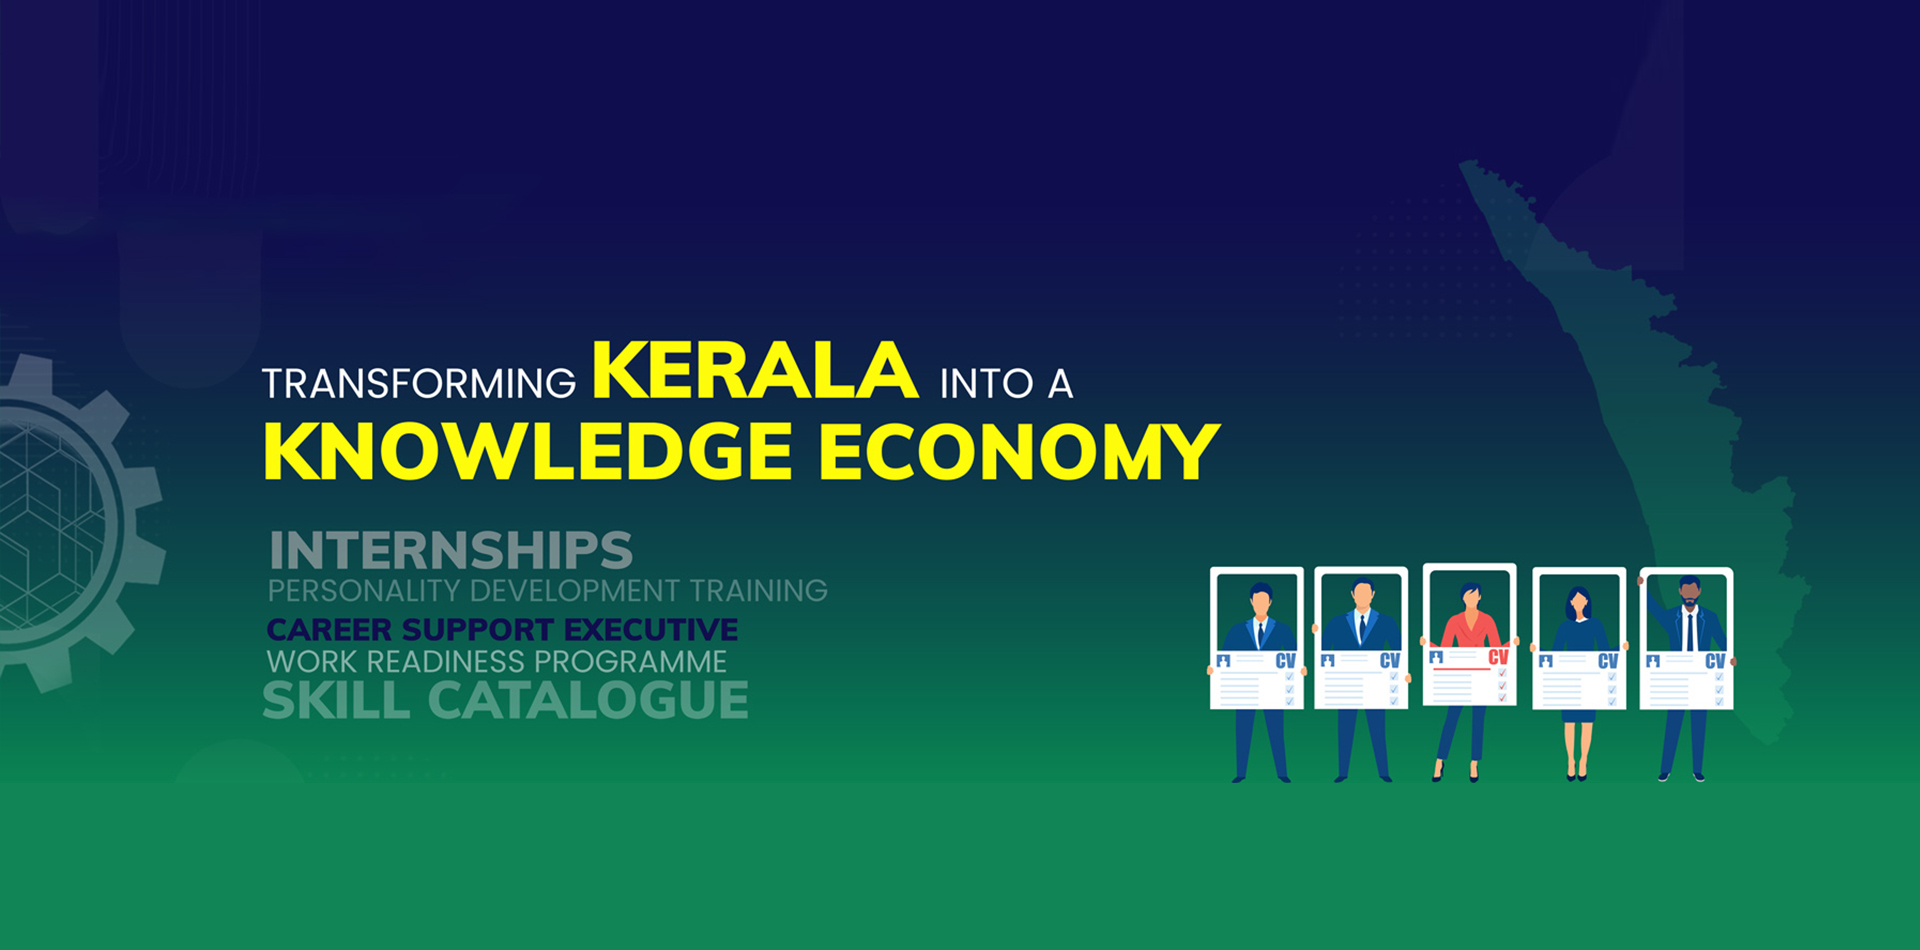 TRANSFORMING KERALA INTO A
KNOWLEDGE ECONOMY
INTERNSHIPS
PERSONALITY DEVELOPMENT TRAINING
CAREER SUPPORT EXECUTIVE
WORK READINESS PROGRAMME
SKILL CATALOGUE
CV CV CV CV CV